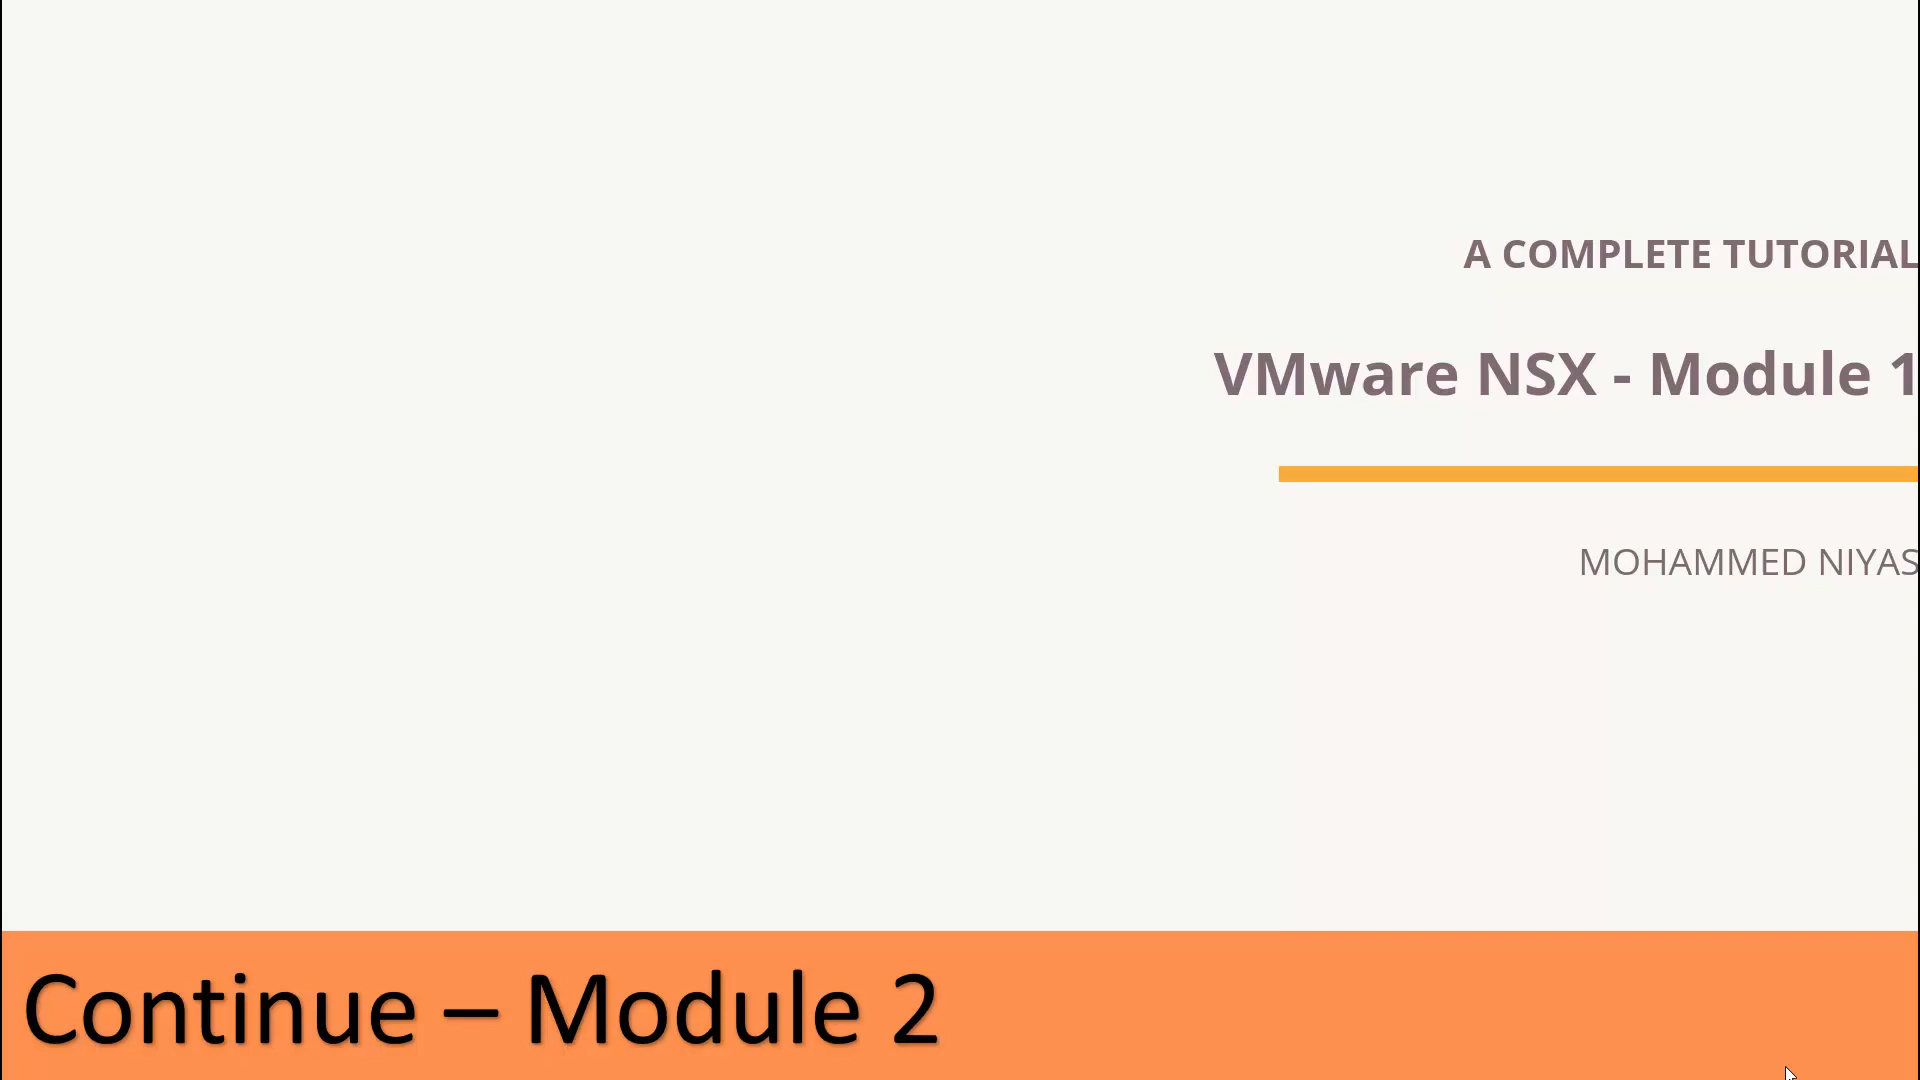 A COMPLETE TUTORIAL
VMware NSX - Module 1
MOHAMMED NIYAS
Continue – Module 2